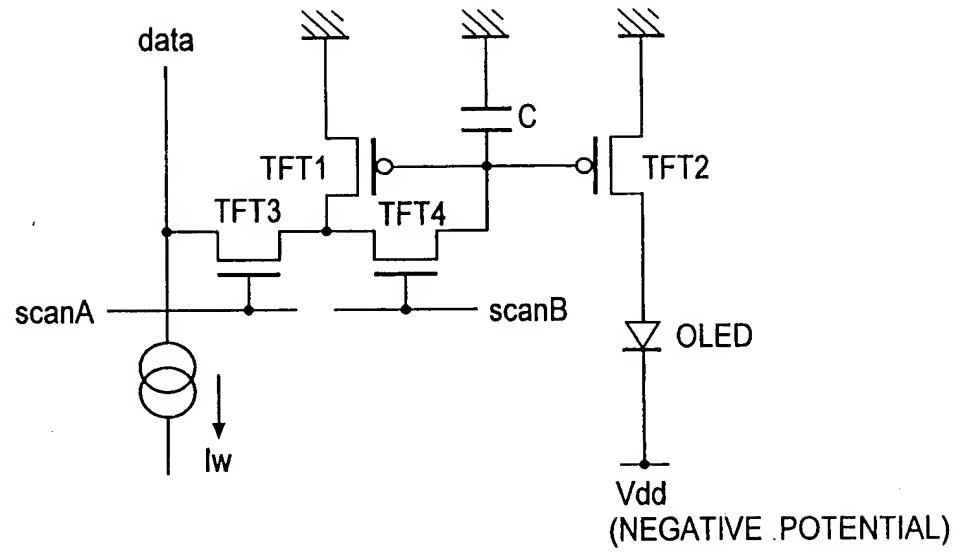 data
C
TFT1
TFT2
TFT3
TFT4
scanA
scanB
OLED
Iw
Vdd
(NEGATIVE .POTENTIAL)